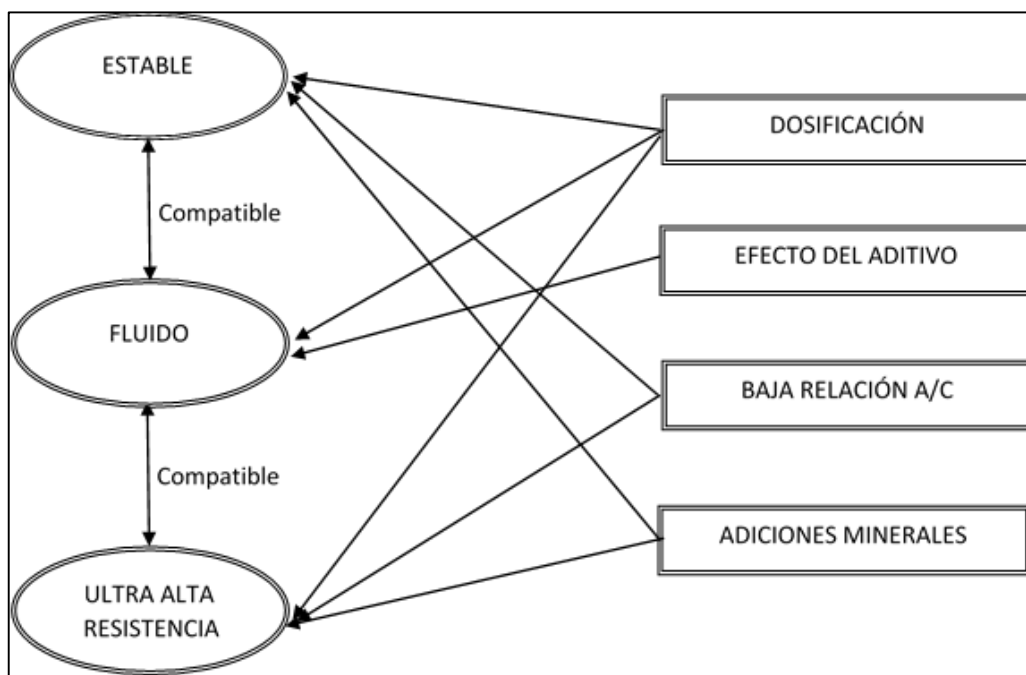 ESTABLE
DOSIFICACIÓN
Compatible
EFECTO DEL ADITIVO
FLUIDO
BAJA RELACIÓN A/C
Compatible
ADICIONES MINERALES
ULTRA ALTA
RESISTENCIA